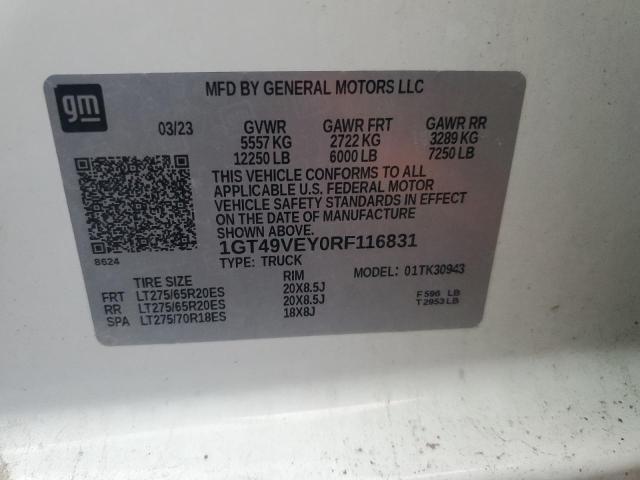 gm
MFD BY GENERAL MOTORS LLC
03/23 GVWR GAWR FRT GAWR RR
5557 KG 2722 KG 3289 KG
12250 LB 6000 LB 7250 LB
THIS VEHICLE CONFORMS TO ALL
APPLICABLE U.S. FEDERAL MOTOR
VEHICLE SAFETY STANDARDS IN EFFECT
ON THE DATE OF MANUFACTURE
SHOWN ABOVE.
8624
1GT49VEY0RF116831
TYPE: TRUCK MODEL: 01TK30943
TIRE SIZE RIM
FRT LT275/65R20ES 20X8.5J F 596 LB
RR LT275/65R20ES 20X8.5J T 2953 LB
SPA LT275/70R18ES 18X8J